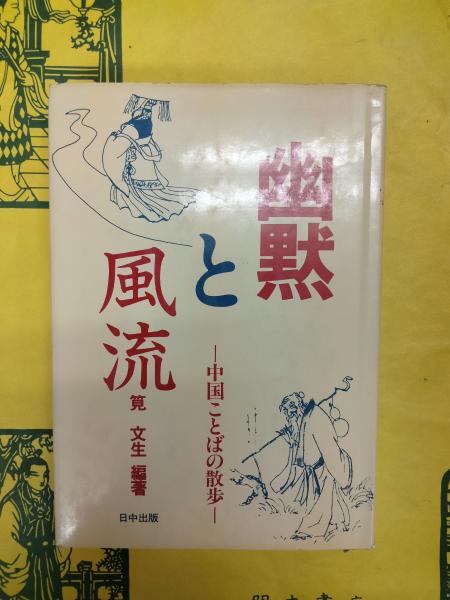 幽默
と
風流
―中国ことばの散歩―
筧 文生 編著
日中出版